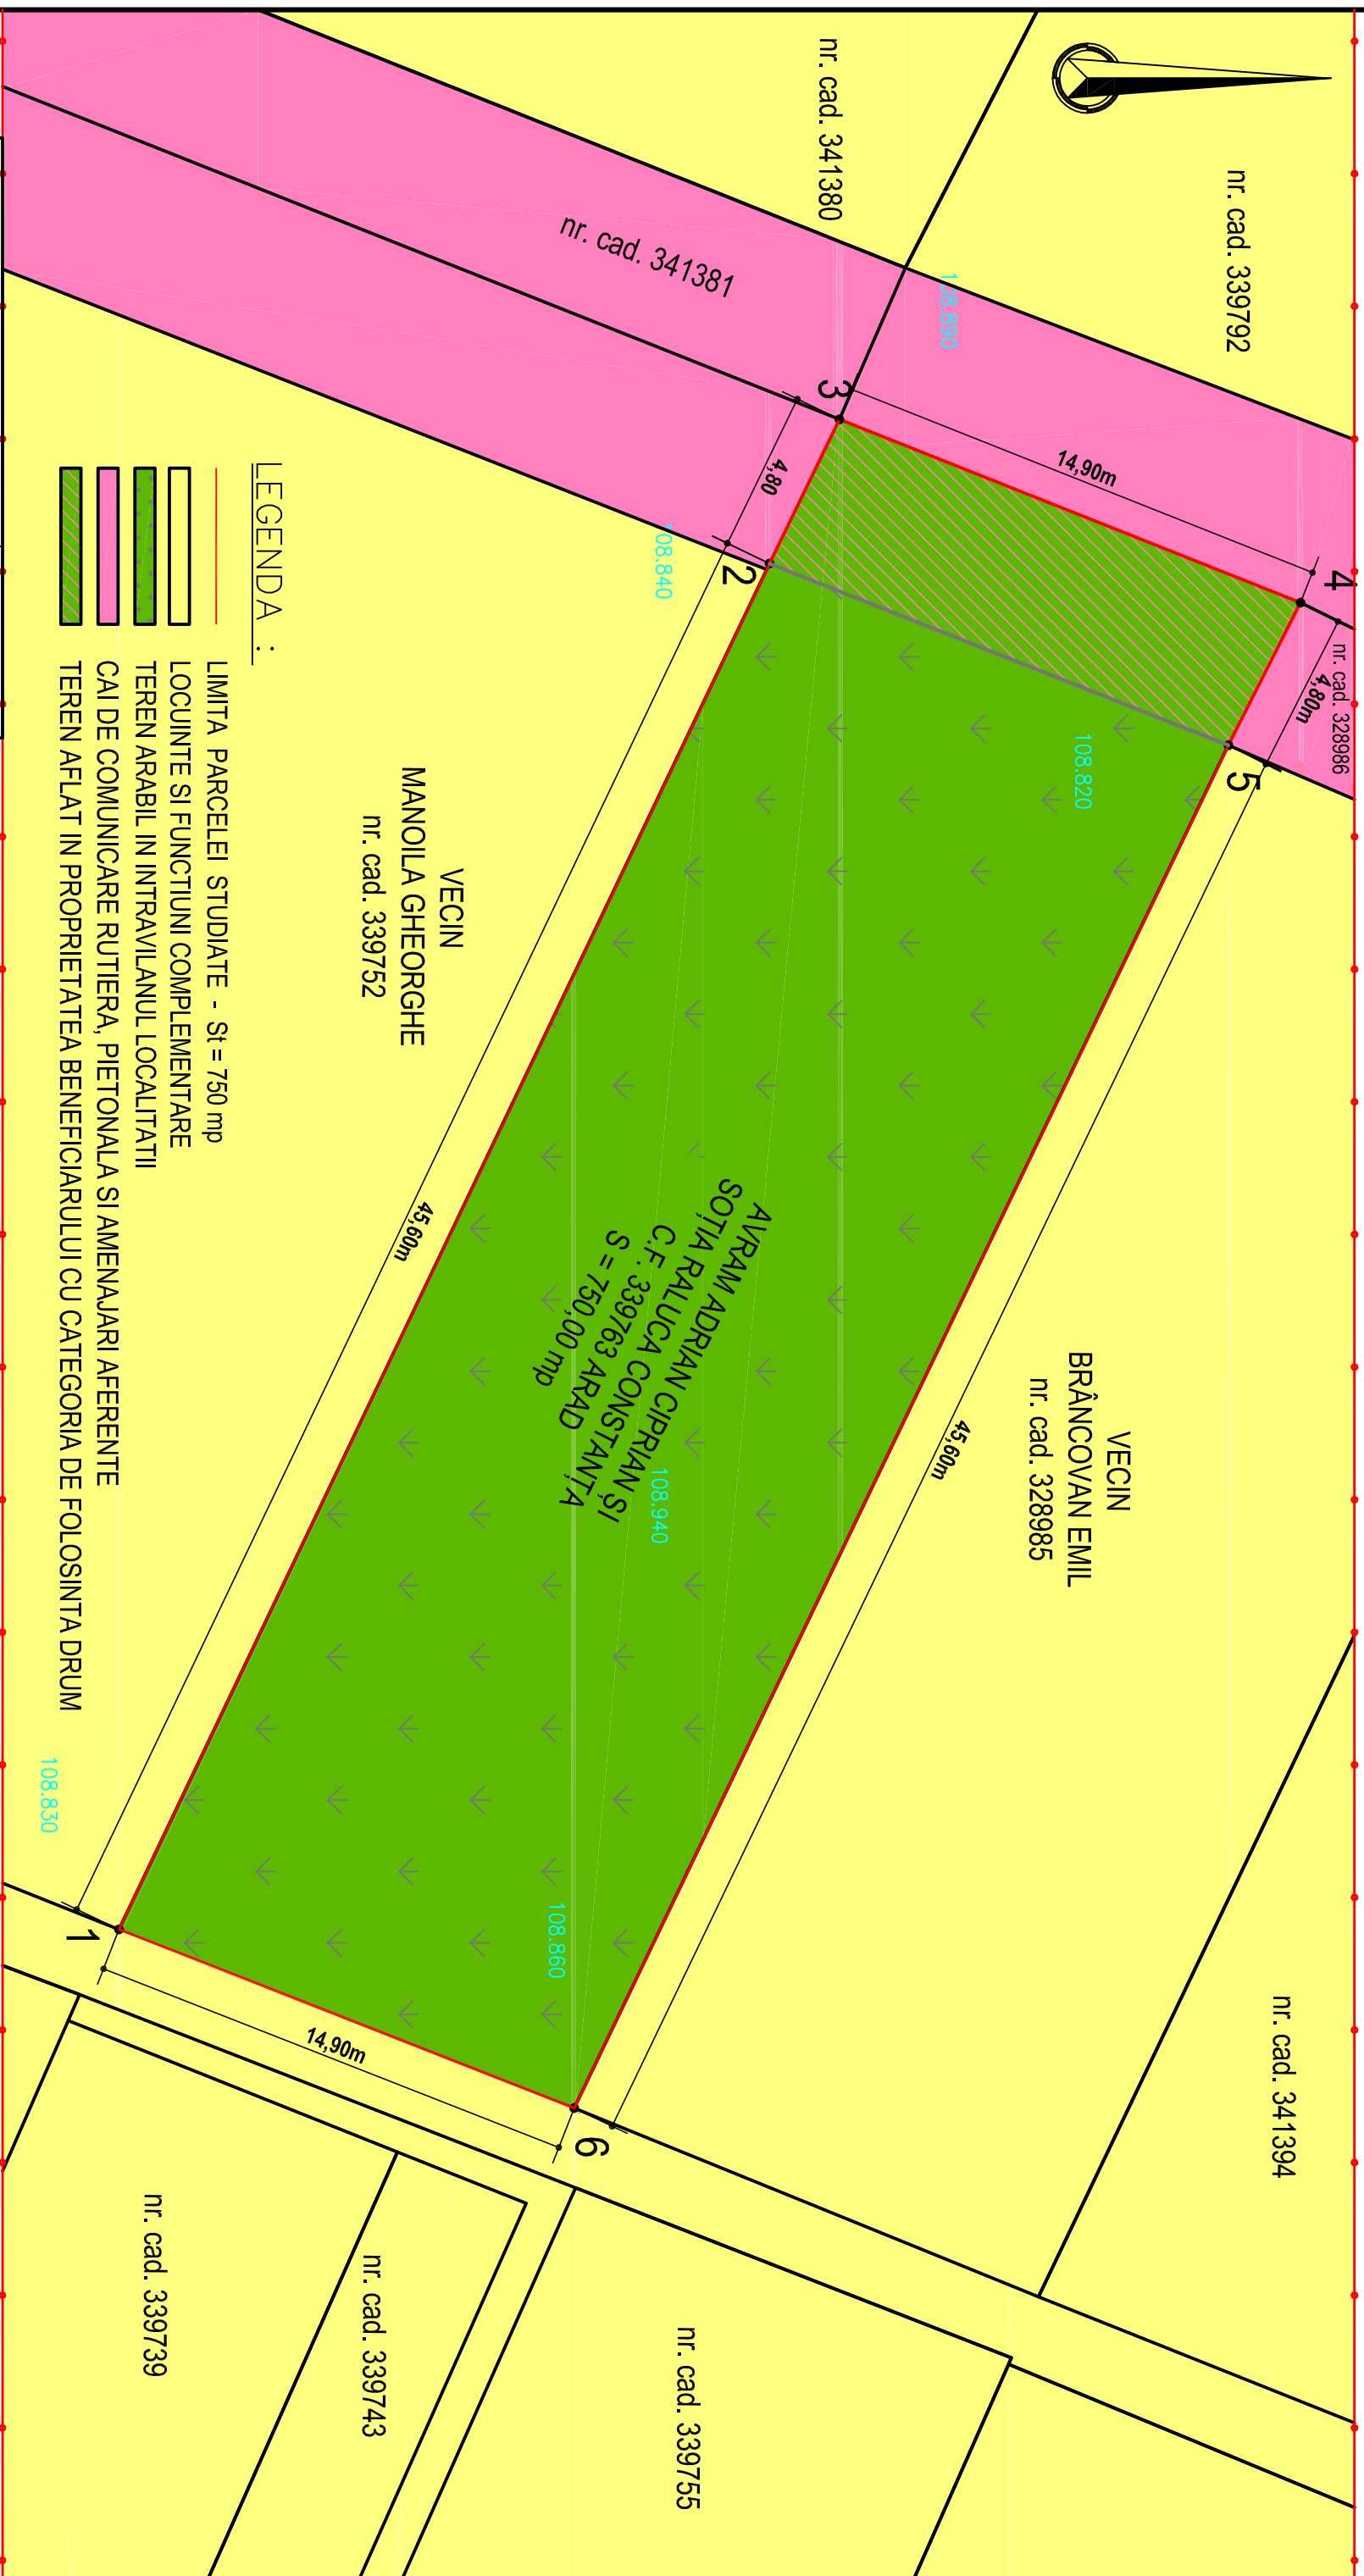 nr. cad. 339792
nr. cad. 341380
nr. cad. 341381
108.890
3
14,90m
4
4,80
2
108.840
4,80m
nr. cad. 328986
5
108.820
VECIN
BRÂNCOVAN EMIL
nr. cad. 328985
45,60m
nr. cad. 341394
AVRAM ADRIAN CIPRIAN ȘI
SOȚIA RALUCA CONSTANȚA
C.F. 339763 ARAD
S = 750,00 mp
108.940
VECIN
MANOILA GHEORGHE
nr. cad. 339752
45,60m
108.860
6
14,90m
1
108.830
nr. cad. 339755
nr. cad. 339743
nr. cad. 339739
LEGENDA :
LIMITA PARCELEI STUDIATE - St = 750 mp
LOCUINTE SI FUNCTIUNI COMPLEMENTARE
TEREN ARABIL IN INTRAVILANUL LOCALITATII
CAI DE COMUNICARE RUTIERA, PIETONALA SI AMENAJARI AFERENTE
TEREN AFLAT IN PROPRIETATEA BENEFICIARULUI CU CATEGORIA DE FOLOSINTA DRUM